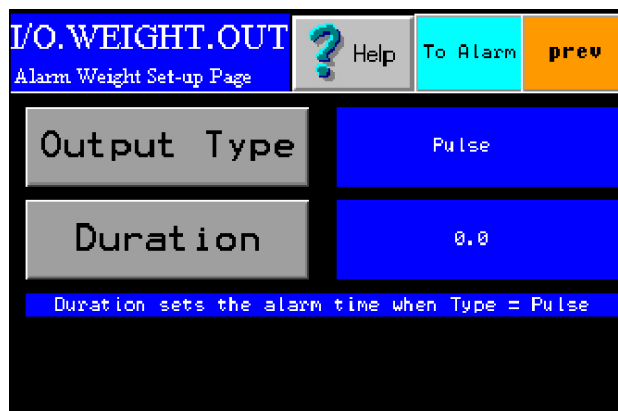 I/O.WEIGHT.OUT
Alarm Weight Set-up Page
? Help
To Alarm
prev
Output Type
Pulse
Duration
0.0
Duration sets the alarm time when Type = Pulse